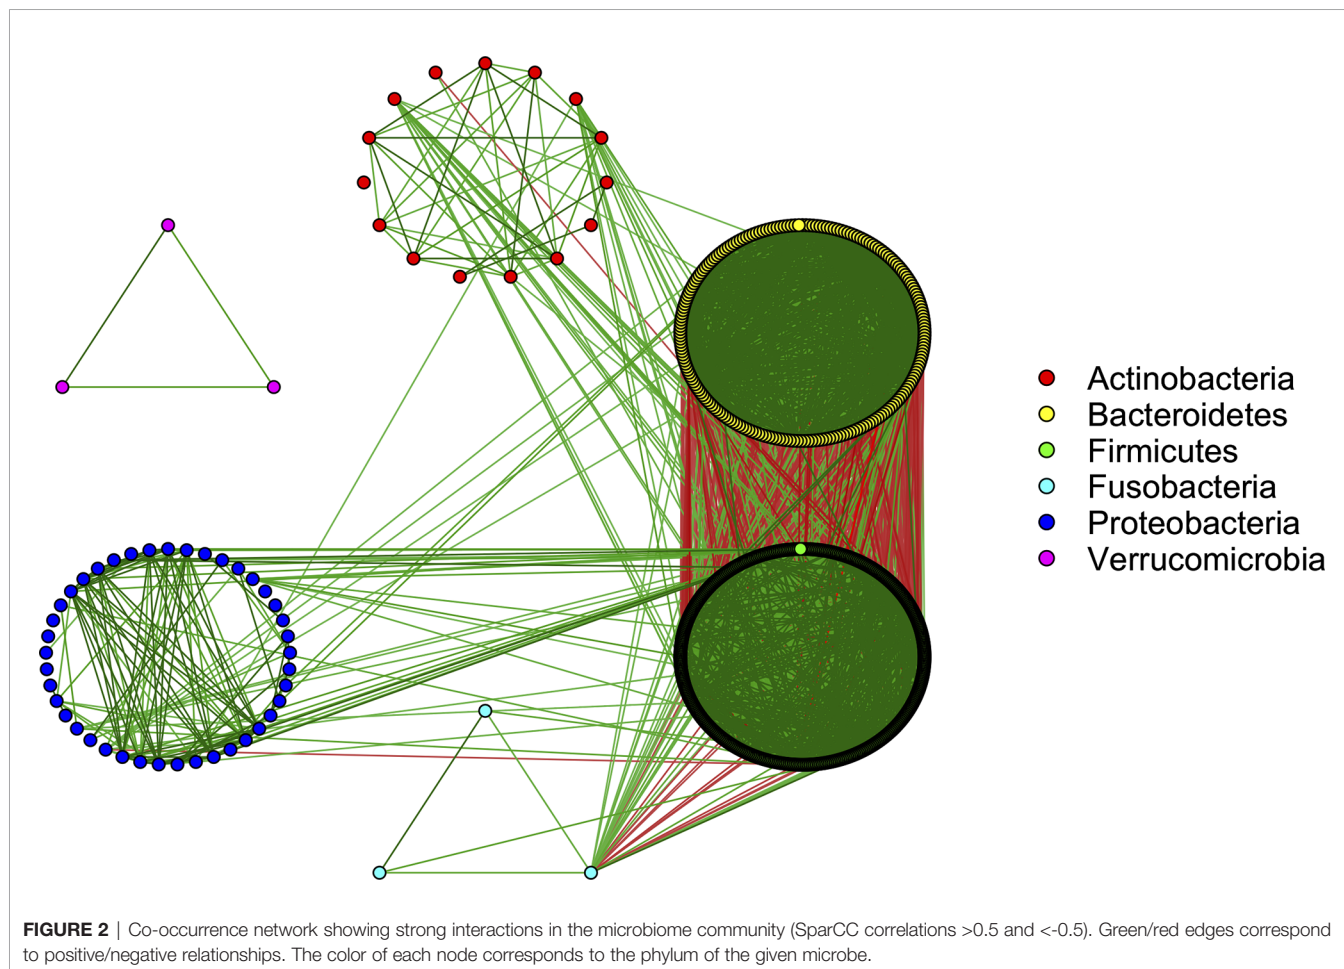 Actinobacteria
Bacteroidetes
Firmicutes
Fusobacteria
Proteobacteria
Verrucomicrobia
FIGURE 2 | Co-occurrence network showing strong interactions in the microbiome community (SparCC correlations >0.5 and <-0.5). Green/red edges correspond
to positive/negative relationships. The color of each node corresponds to the phylum of the given microbe.